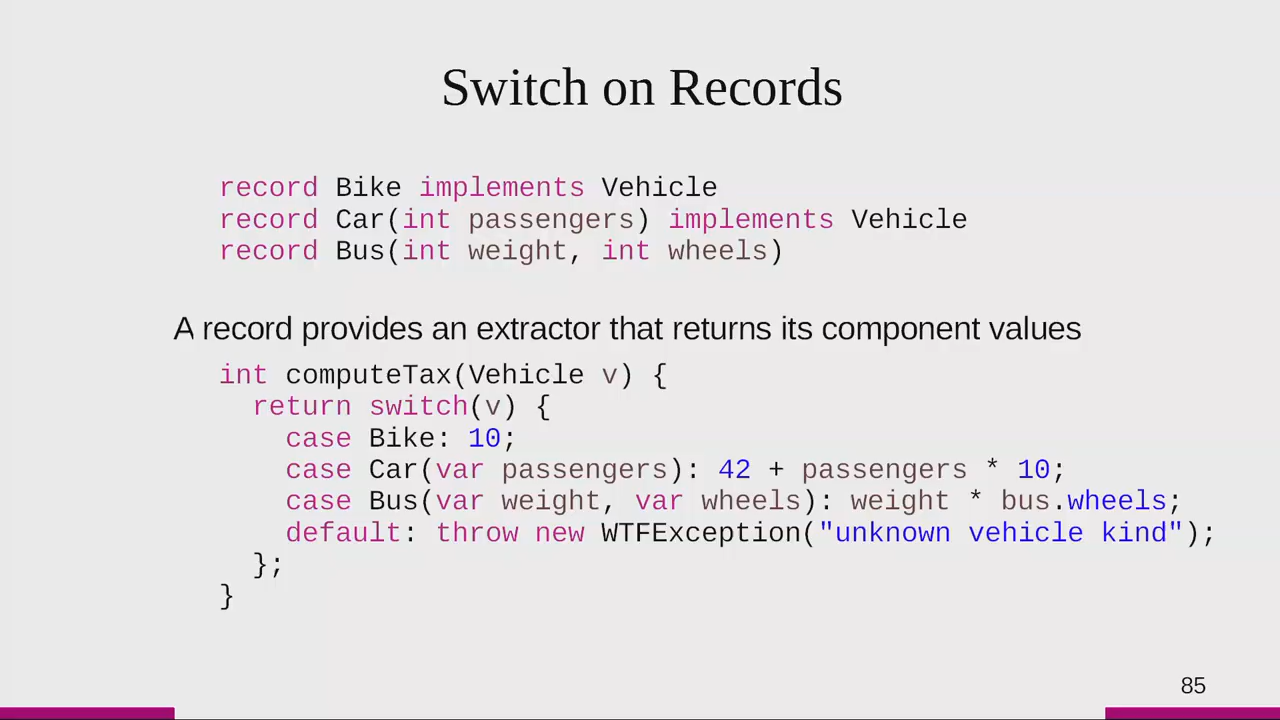 Switch on Records
record Bike implements Vehicle
record Car(int passengers) implements Vehicle
record Bus(int weight, int wheels)
A record provides an extractor that returns its component values
int computeTax(Vehicle v) {
  return switch(v) {
    case Bike: 10;
    case Car(var passengers): 42 + passengers * 10;
    case Bus(var weight, var wheels): weight * bus.wheels;
    default: throw new WTFException("unknown vehicle kind");
  };
}
85